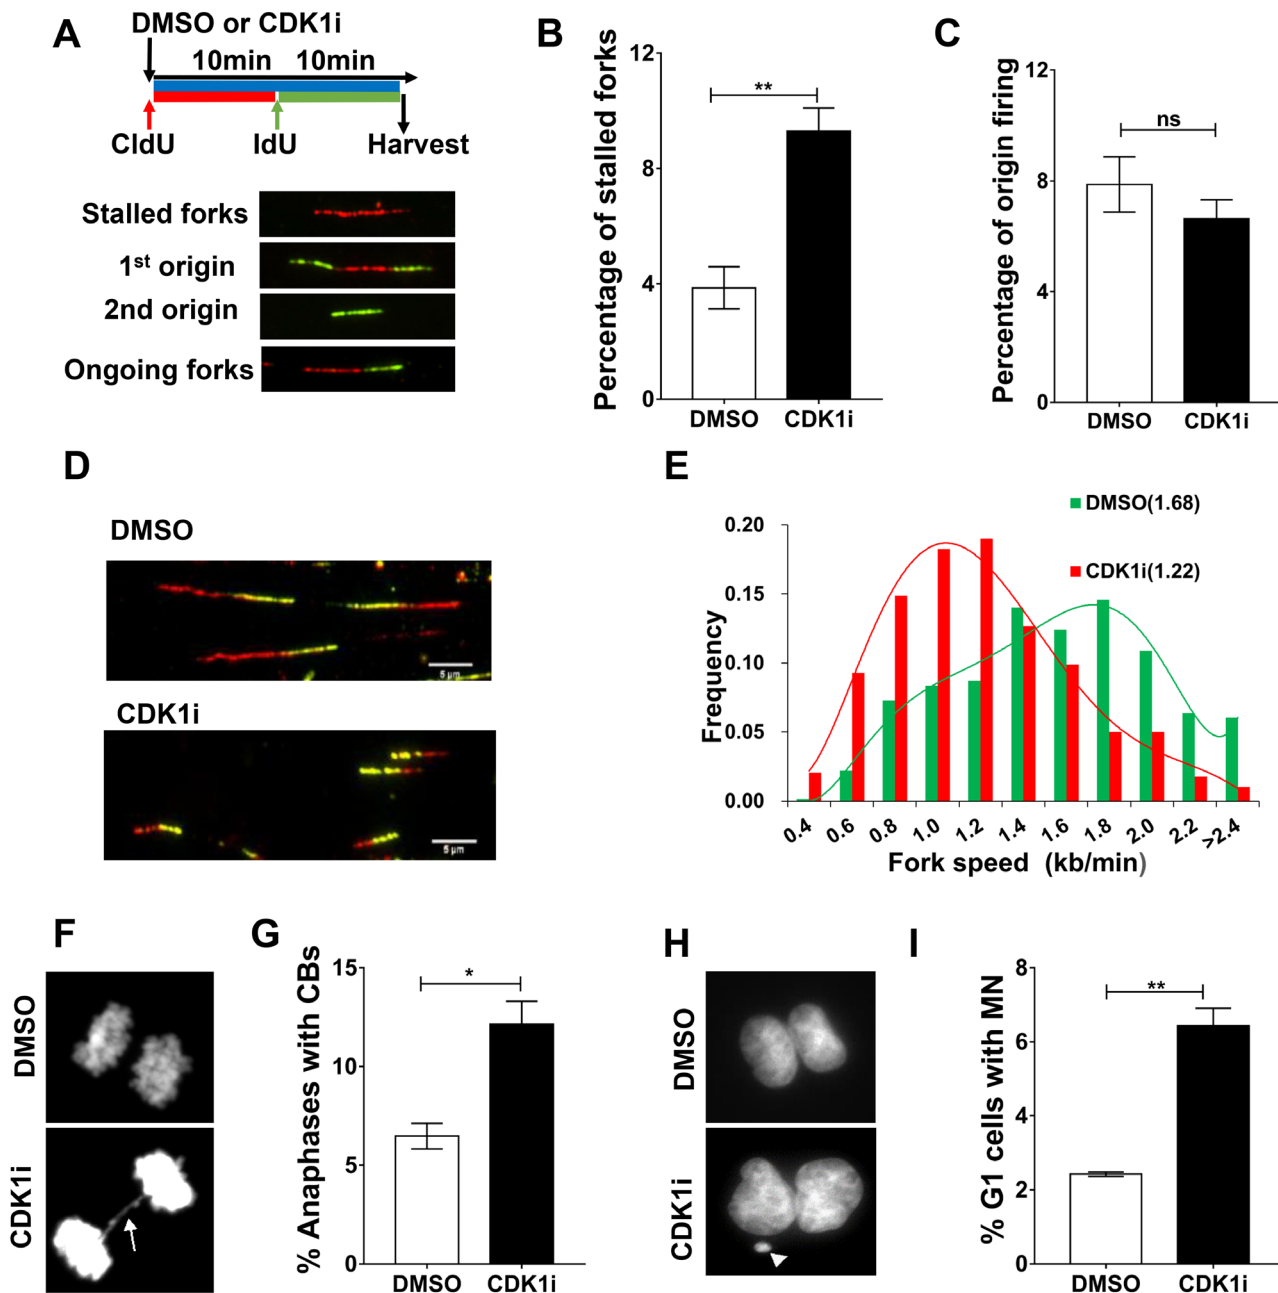 A
DMSO or CDK1i
10min 10min
CldU IdU Harvest
Stalled forks
1st origin
2nd origin
Ongoing forks
B
Percentage of stalled forks
12
8
4
0
DMSO CDK1i
**
C
Percentage of origin firing
12
8
4
0
DMSO CDK1i
ns
D
DMSO
5 µm
CDK1i
5 µm
E
DMSO(1.68)
CDK1i(1.22)
Frequency
0.20
0.15
0.10
0.05
0.00
0.4 0.6 0.8 1.0 1.2 1.4 1.6 1.8 2.0 2.2 >2.4
Fork speed (kb/min)
F
DMSO
CDK1i
G
% Anaphases with CBs
15
10
5
0
DMSO CDK1i
*
H
DMSO
CDK1i
I
% G1 cells with MN
8
6
4
2
0
DMSO CDK1i
**